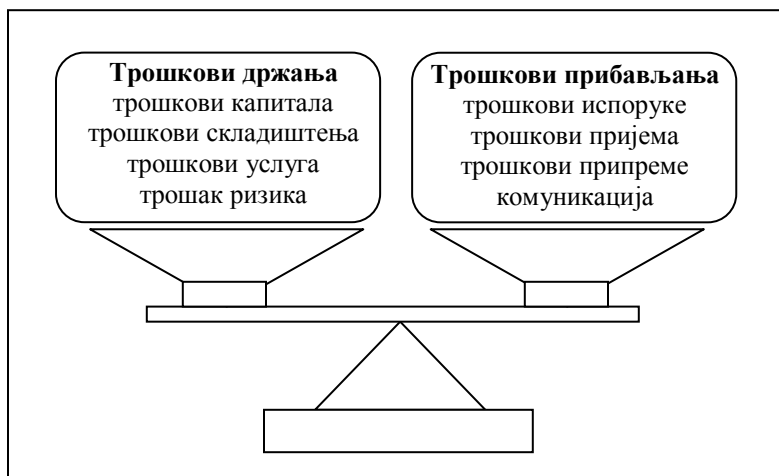 Трошкови држања
трошкови капитала
трошкови складиштења
трошкови услуга
трошак ризика
Трошкови прибављања
трошкови испоруке
трошкови пријема
трошкови припреме
комуникација